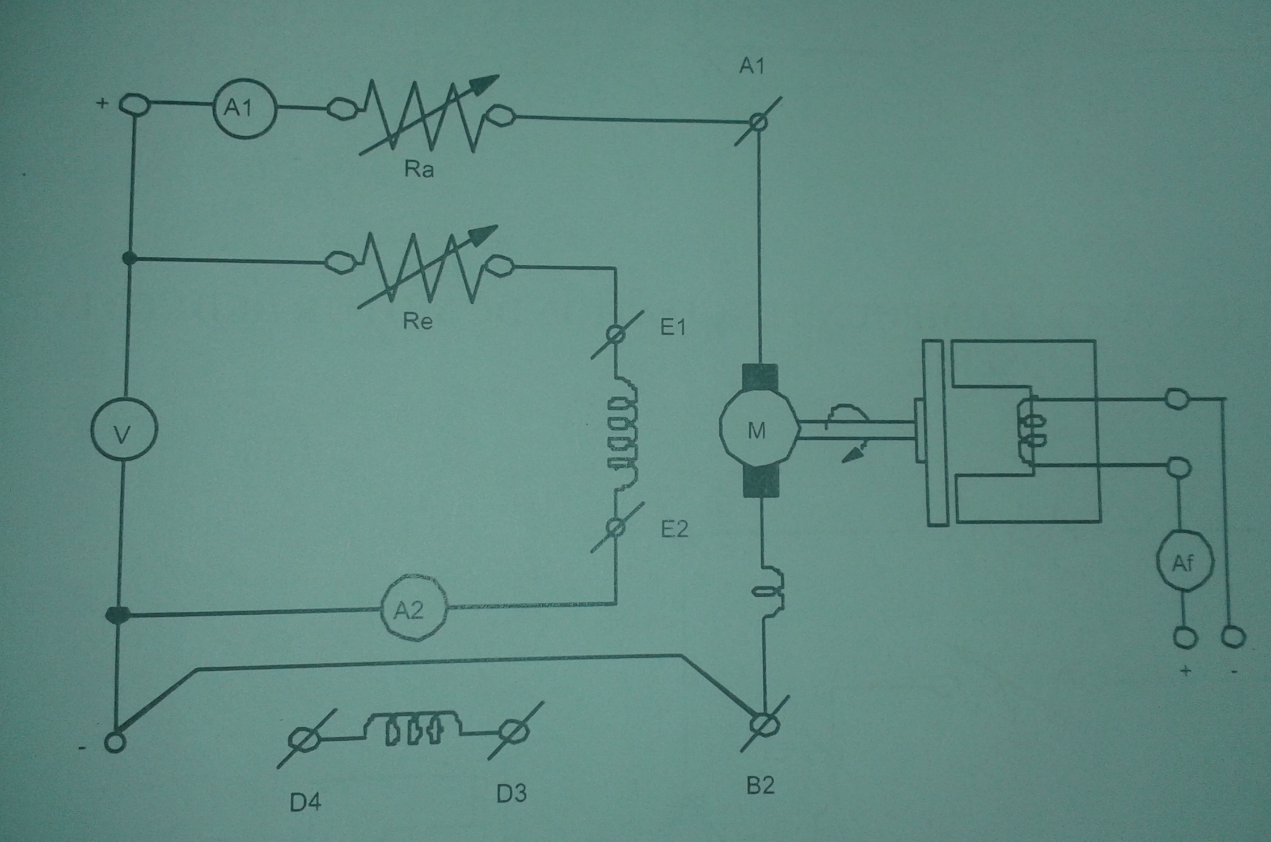 A1
+
A1
Ra
Re
E1
V
M
E2
Af
A2
+
-
-
D4
D3
B2